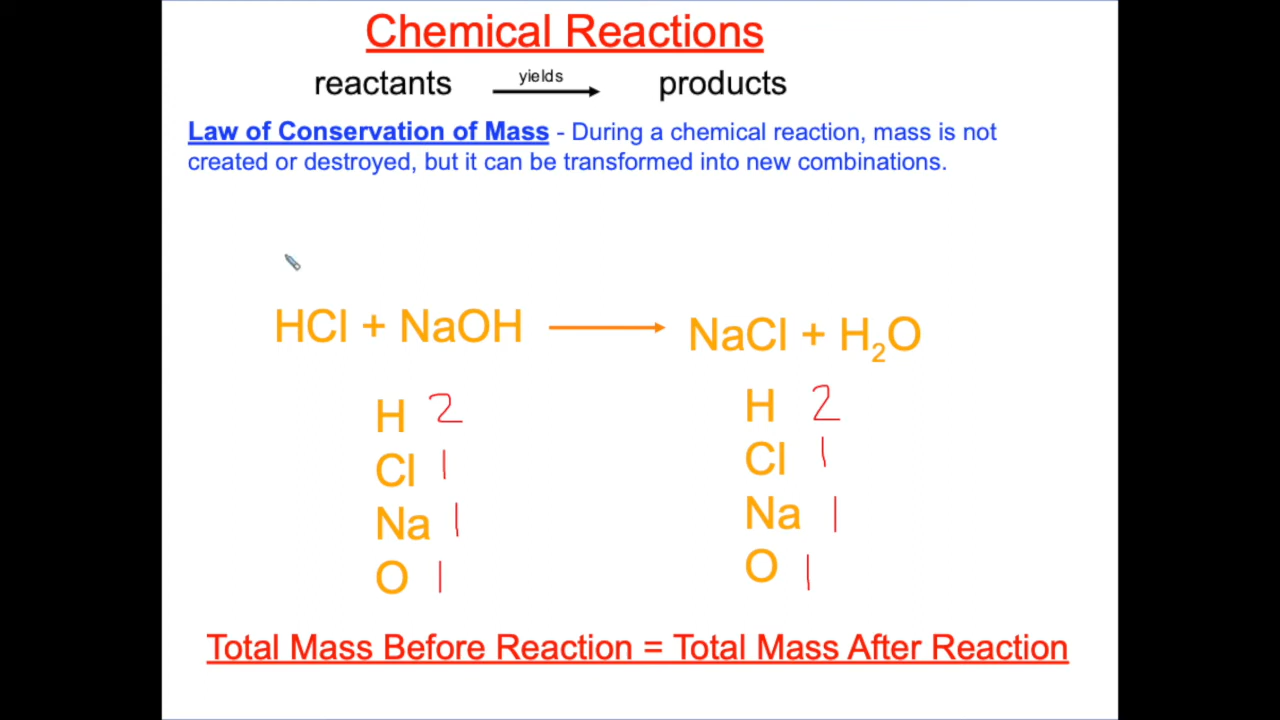 Chemical Reactions
reactants yields products
Law of Conservation of Mass - During a chemical reaction, mass is not
created or destroyed, but it can be transformed into new combinations.
HCl + NaOH NaCl + H₂O
H 2 H 2
Cl 1 Cl 1
Na 1 Na 1
O 1 O 1
Total Mass Before Reaction = Total Mass After Reaction